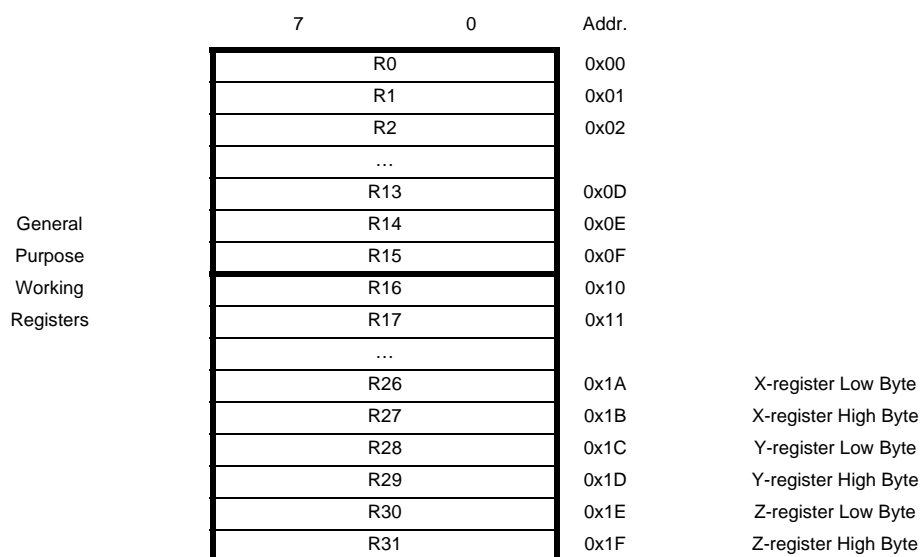 7 0 Addr.
R0 0x00
R1 0x01
R2 0x02
…
R13 0x0D
General R14 0x0E
Purpose R15 0x0F
Working R16 0x10
Registers R17 0x11
…
R26 0x1A X-register Low Byte
R27 0x1B X-register High Byte
R28 0x1C Y-register Low Byte
R29 0x1D Y-register High Byte
R30 0x1E Z-register Low Byte
R31 0x1F Z-register High Byte